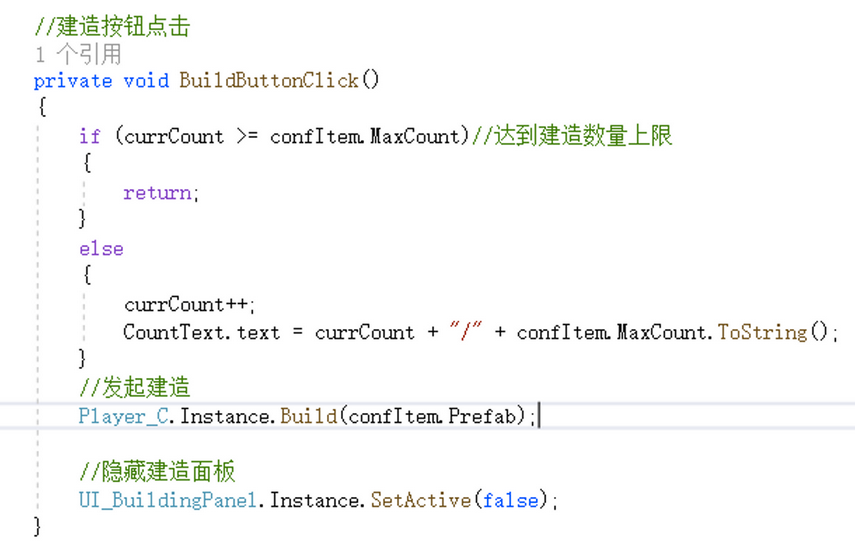 //建造按钮点击
1 个引用
private void BuildButtonClick()
{
if (currCount >= confItem.MaxCount)//达到建造数量上限
{
return;
}
else
{
currCount++;
CountText.text = currCount + "/" + confItem.MaxCount.ToString();
}
//发起建造
Player_C.Instance.Build(confItem.Prefab);
//隐藏建造面板
UI_BuildingPanel.Instance.SetActive(false);
}